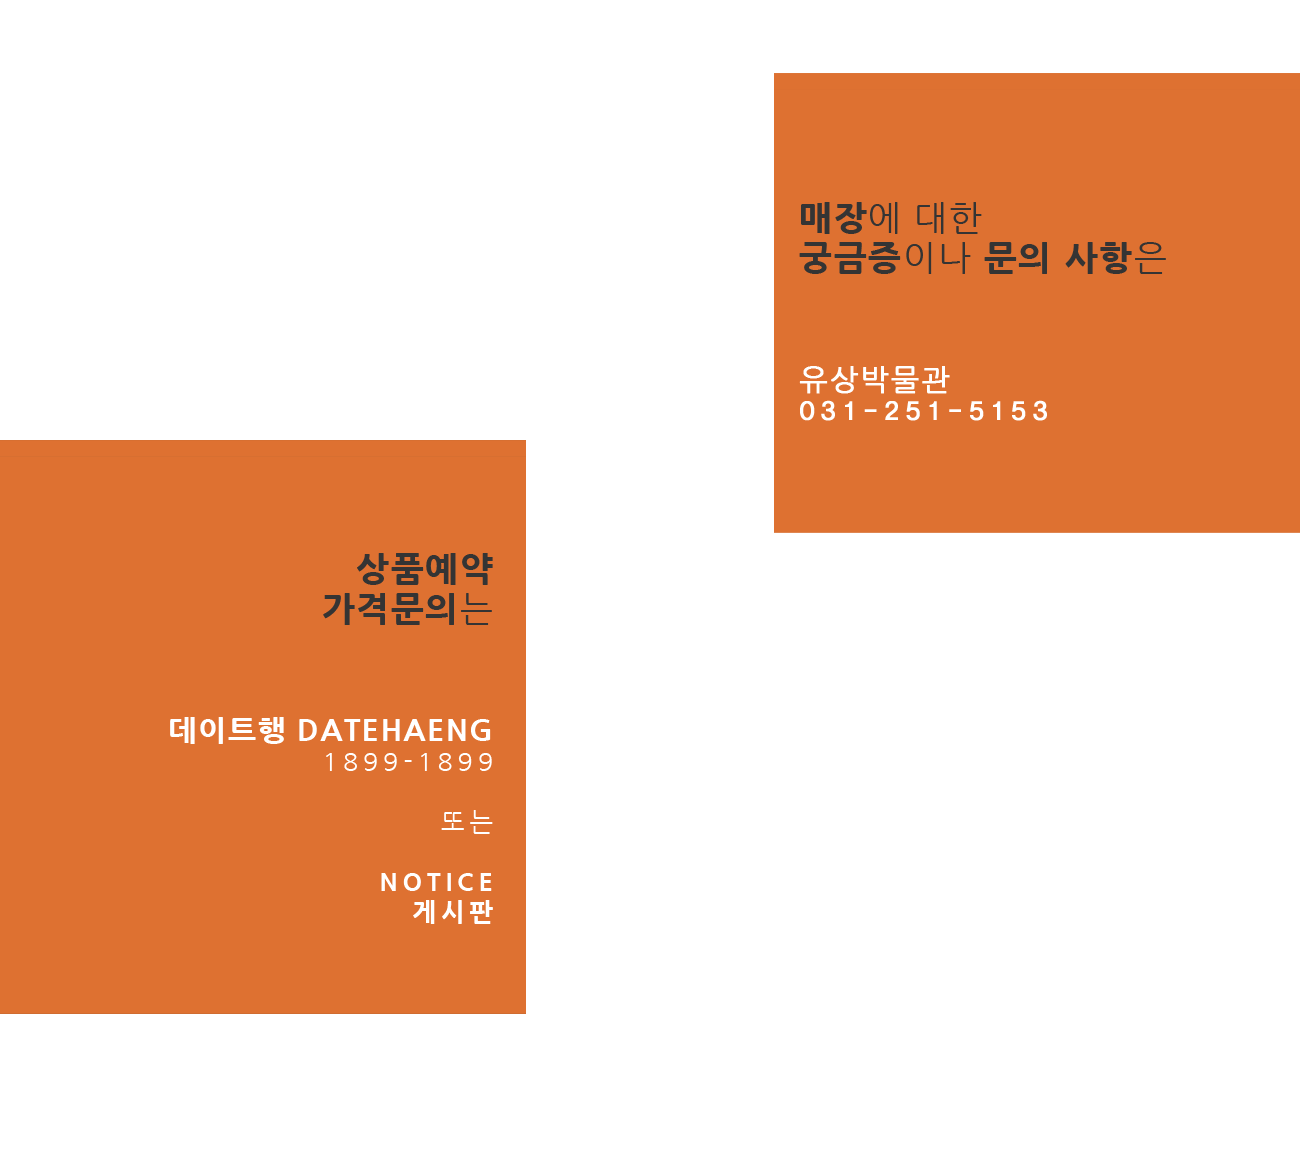 매장에 대한
궁금증이나 문의 사항은
유상박물관
031-251-5153
상품예약
가격문의는
데이트행 DATEHAENG
1899-1899
또는
NOTICE
게시판